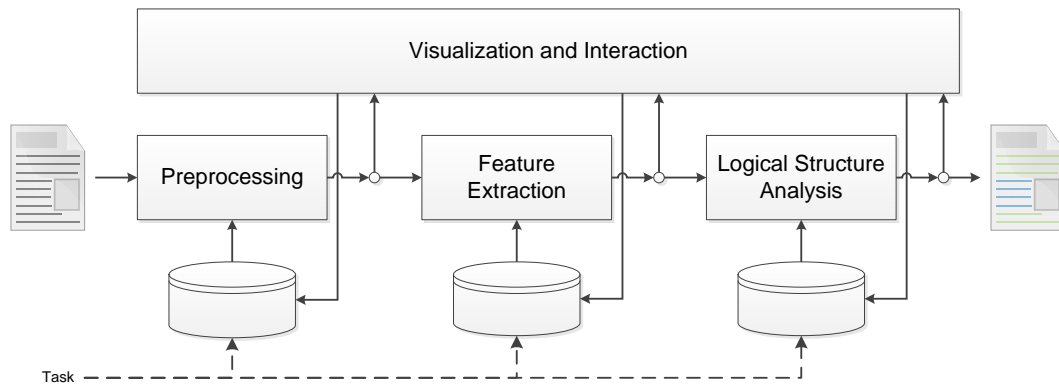 Visualization and Interaction
Preprocessing
Feature
Extraction
Logical Structure
Analysis
Task